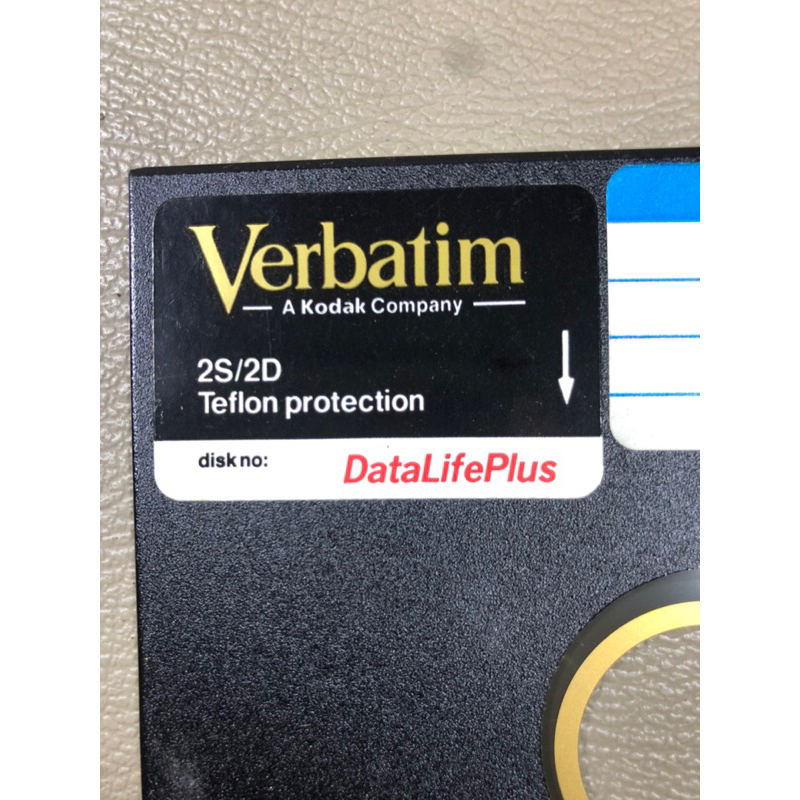 Verbatim
A Kodak Company
2S/2D
Teflon protection
disk no:
DataLifePlus